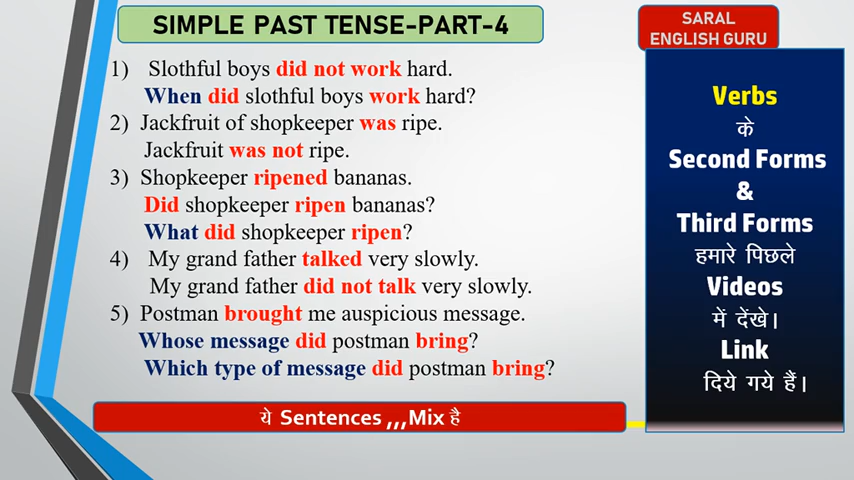 SIMPLE PAST TENSE-PART-4
1) Slothful boys did not work hard.
When did slothful boys work hard?
2) Jackfruit of shopkeeper was ripe.
Jackfruit was not ripe.
3) Shopkeeper ripened bananas.
Did shopkeeper ripen bananas?
What did shopkeeper ripen?
4) My grand father talked very slowly.
My grand father did not talk very slowly.
5) Postman brought me auspicious message.
Whose message did postman bring?
Which type of message did postman bring?
ये Sentences ,,,Mix है
SARAL
ENGLISH GURU
Verbs
के
Second Forms
&
Third Forms
हमारे पिछले
Videos
में देंखे।
Link
दिये गये हैं।